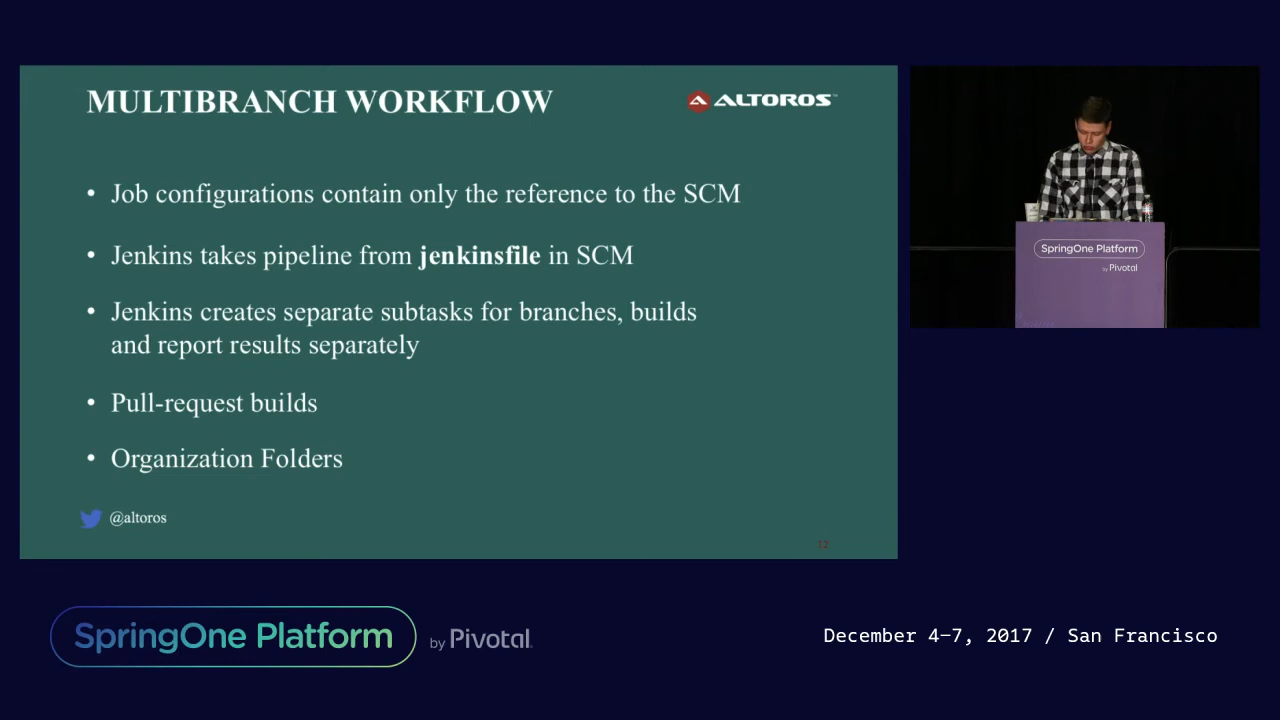 MULTIBRANCH WORKFLOW
ALTOROS
• Job configurations contain only the reference to the SCM
• Jenkins takes pipeline from jenkinsfile in SCM
• Jenkins creates separate subtasks for branches, builds
and report results separately
• Pull-request builds
• Organization Folders
@altoros
12
SpringOne Platform
by Pivotal
SpringOne Platform by Pivotal
December 4–7, 2017 / San Francisco